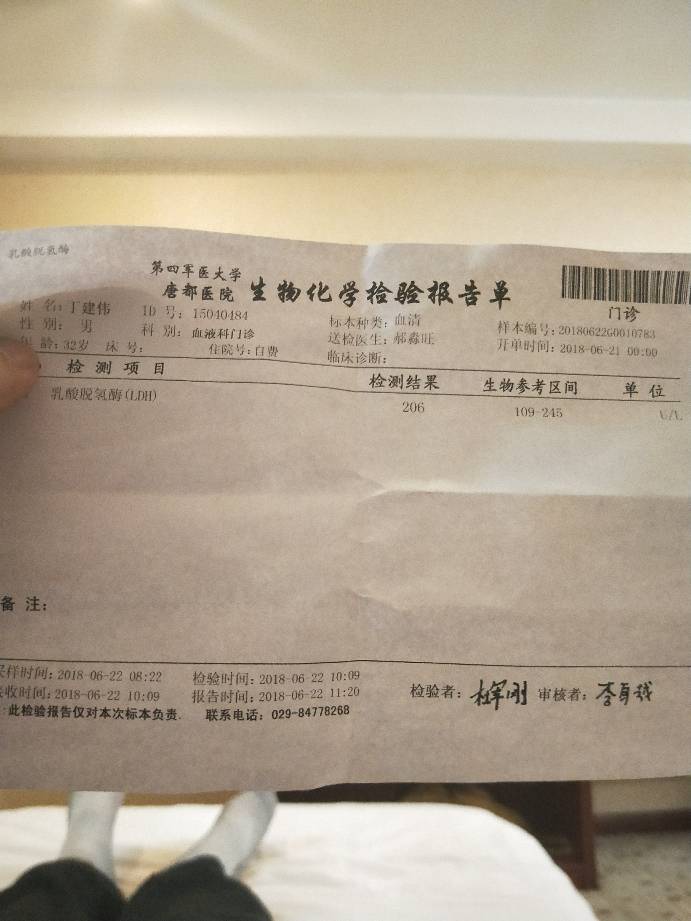 乳酸脱氢酶
第四军医大学
唐都医院 生物化学检验报告单
门诊
姓 名:丁建伟 ID 号: 15040484 标本种类:血清 样本编号:20180622G0010783
性 别: 男 科 别: 血液科门诊 送检医生:郝淼旺 开单时间:2018-06-21 00:00
年 龄:32岁 床 号: 住院号:自费 临床诊断:
检 测 项 目 检测结果 生物参考区间 单 位
乳酸脱氢酶(LDH) 206 109-245 U/L
备 注:
采样时间:2018-06-22 08:22 检验时间:2018-06-22 10:09
接收时间:2018-06-22 10:09 报告时间:2018-06-22 11:20 检验者: 审核者:
:此检验报告仅对本次标本负责. 联系电话: 029-84778268